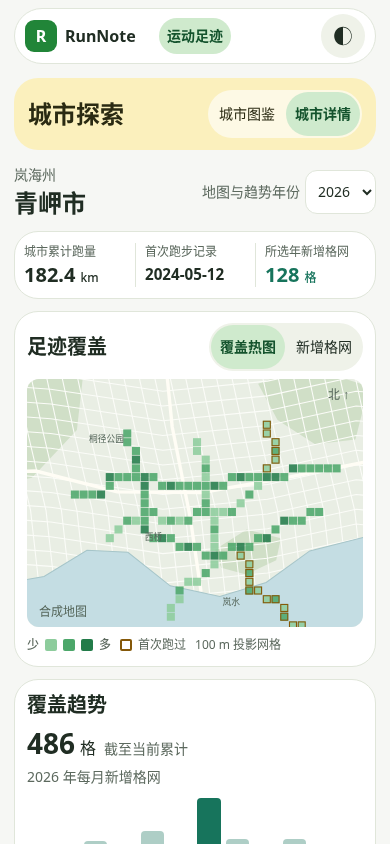 R RunNote 运动足迹
城市探索 城市图鉴 城市详情
岚海州
青岬市
地图与趋势年份 2026
城市累计跑量 首次跑步记录 所选年新增格网
182.4 km 2024-05-12 128 格
足迹覆盖 覆盖热图 新增格网
北 ↑
桐径公园
岚水
合成地图
少 多 首次跑过 100 m 投影网格
覆盖趋势
486 格 截至当前累计
2026 年每月新增格网